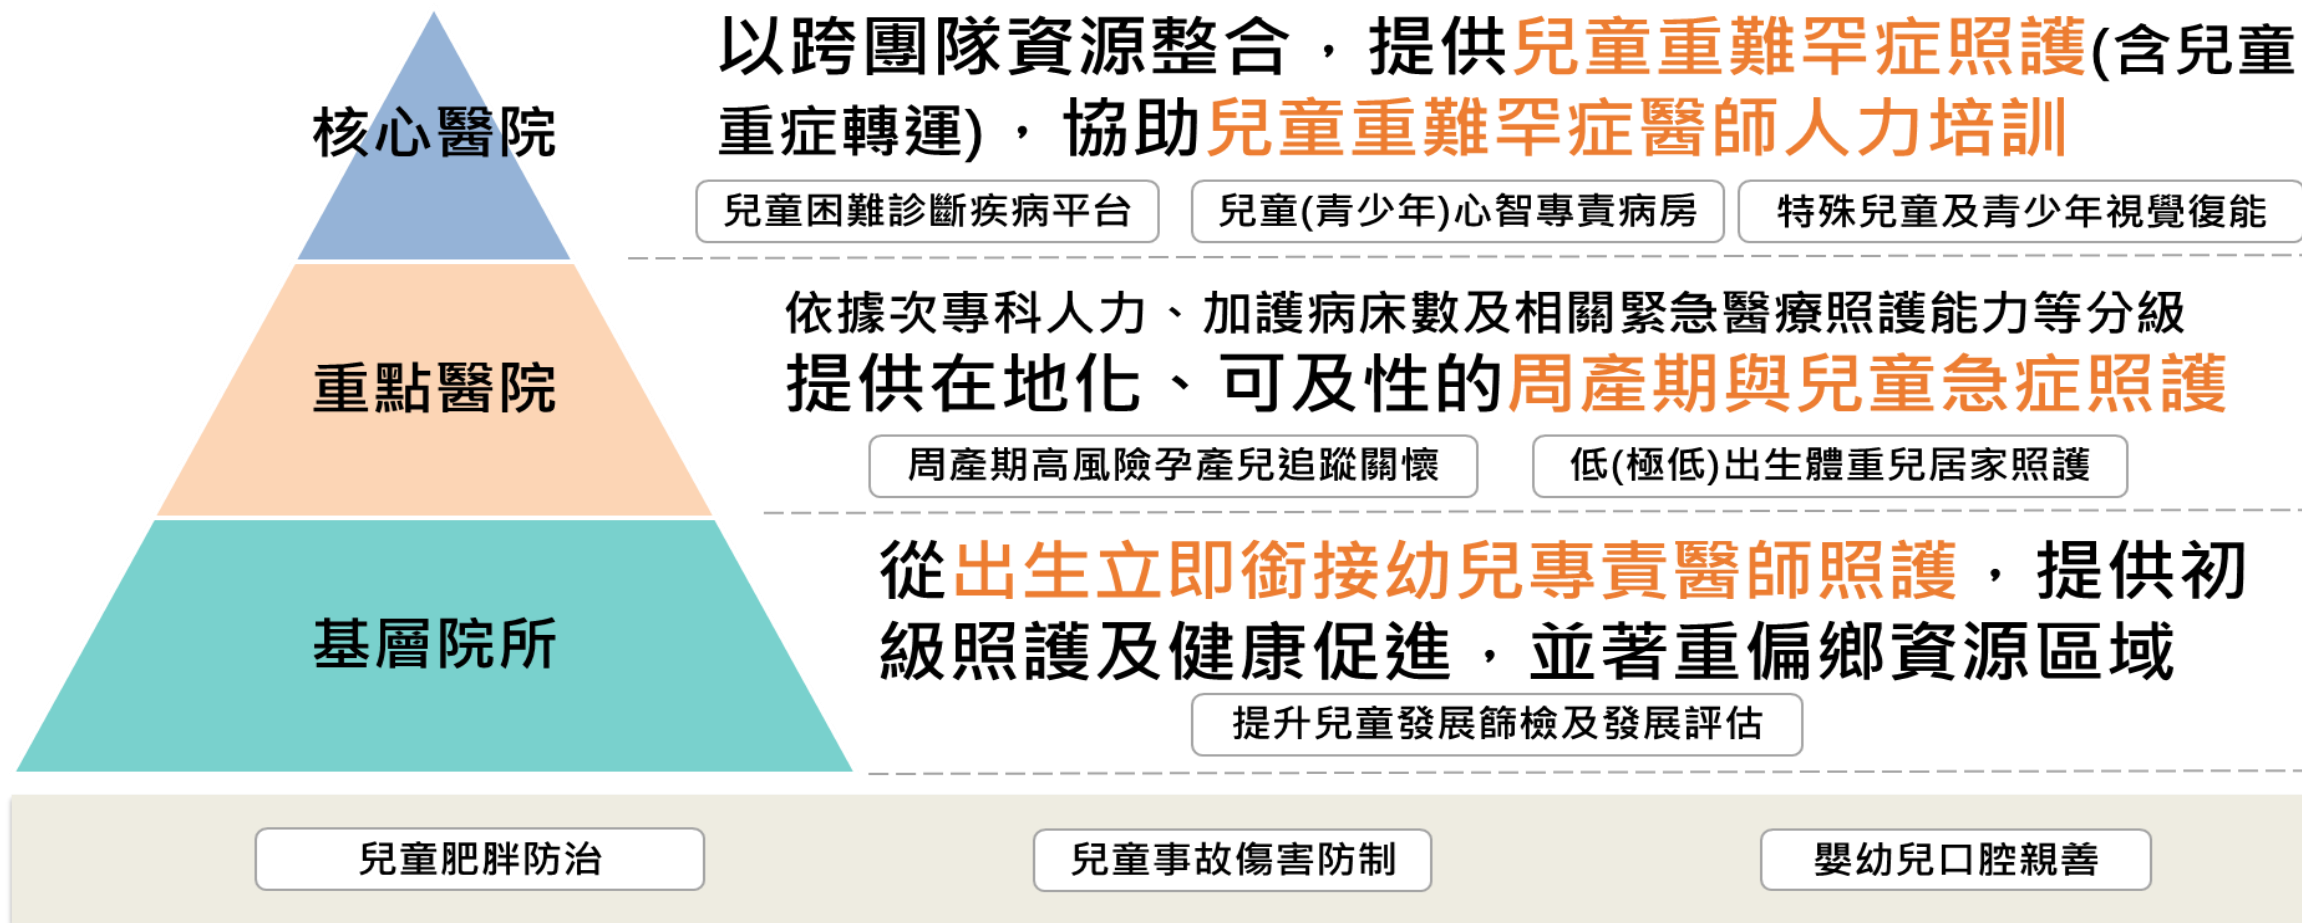 核心醫院
以跨團隊資源整合，提供兒童重難罕症照護(含兒童
重症轉運)，協助兒童重難罕症醫師人力培訓
兒童困難診斷疾病平台
兒童(青少年)心智專責病房
特殊兒童及青少年視覺復能
重點醫院
依據次專科人力、加護病床數及相關緊急醫療照護能力等分級
提供在地化、可及性的周產期與兒童急症照護
周產期高風險孕產兒追蹤關懷
低(極低)出生體重兒居家照護
基層院所
從出生立即銜接幼兒專責醫師照護，提供初
級照護及健康促進，並著重偏鄉資源區域
提升兒童發展篩檢及發展評估
兒童肥胖防治
兒童事故傷害防制
嬰幼兒口腔親善